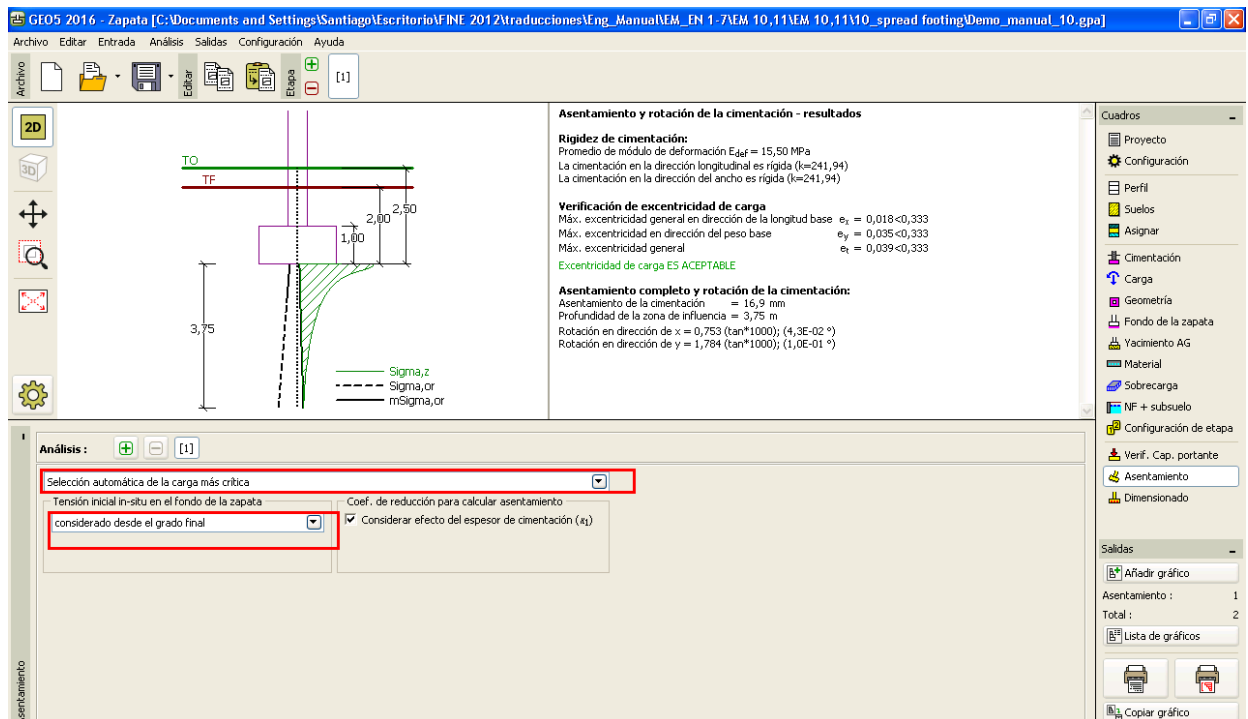 GEO5 2016 - Zapata [C:\Documents and Settings\Santiago\Escritorio\FINE 2012\traducciones\Eng_Manual\EM_EN 1-7\EM 10,11\EM 10,11\10_spread footing\Demo_manual_10.gpa]
Archivo Editar Entrada Análisis Salidas Configuración Ayuda
Archivo
Editar
Etapa
[1]
2D
3D
TO
TF
2,50
2,00
1,00
3,75
Sigma,z
Sigma,or
mSigma,or
Asentamiento y rotación de la cimentación - resultados
Rigidez de cimentación:
Promedio de módulo de deformación Edef = 15,50 MPa
La cimentación en la dirección longitudinal es rígida (k=241,94)
La cimentación en la dirección del ancho es rígida (k=241,94)
Verificación de excentricidad de carga
Máx. excentricidad general en dirección de la longitud base ex = 0,018<0,333
Máx. excentricidad en dirección del peso base ey = 0,035<0,333
Máx. excentricidad general et = 0,039<0,333
Excentricidad de carga ES ACEPTABLE
Asentamiento completo y rotación de la cimentación:
Asentamiento de la cimentación = 16,9 mm
Profundidad de la zona de influencia = 3,75 m
Rotación en dirección de x = 0,753 (tan*1000); (4,3E-02 °)
Rotación en dirección de y = 1,784 (tan*1000); (1,0E-01 °)
Cuadros
Proyecto
Configuración
Perfil
Suelos
Asignar
Cimentación
Carga
Geometría
Fondo de la zapata
Yacimiento AG
Material
Sobrecarga
NF + subsuelo
Configuración de etapa
Verif. Cap. portante
Asentamiento
Dimensionado
Análisis :
[1]
Selección automática de la carga más crítica
Tensión inicial in-situ en el fondo de la zapata
considerado desde el grado final
Coef. de reducción para calcular asentamiento
Considerar efecto del espesor de cimentación (ε1)
Asentamiento
Salidas
Añadir gráfico
Asentamiento : 1
Total : 2
Lista de gráficos
Copiar gráfico